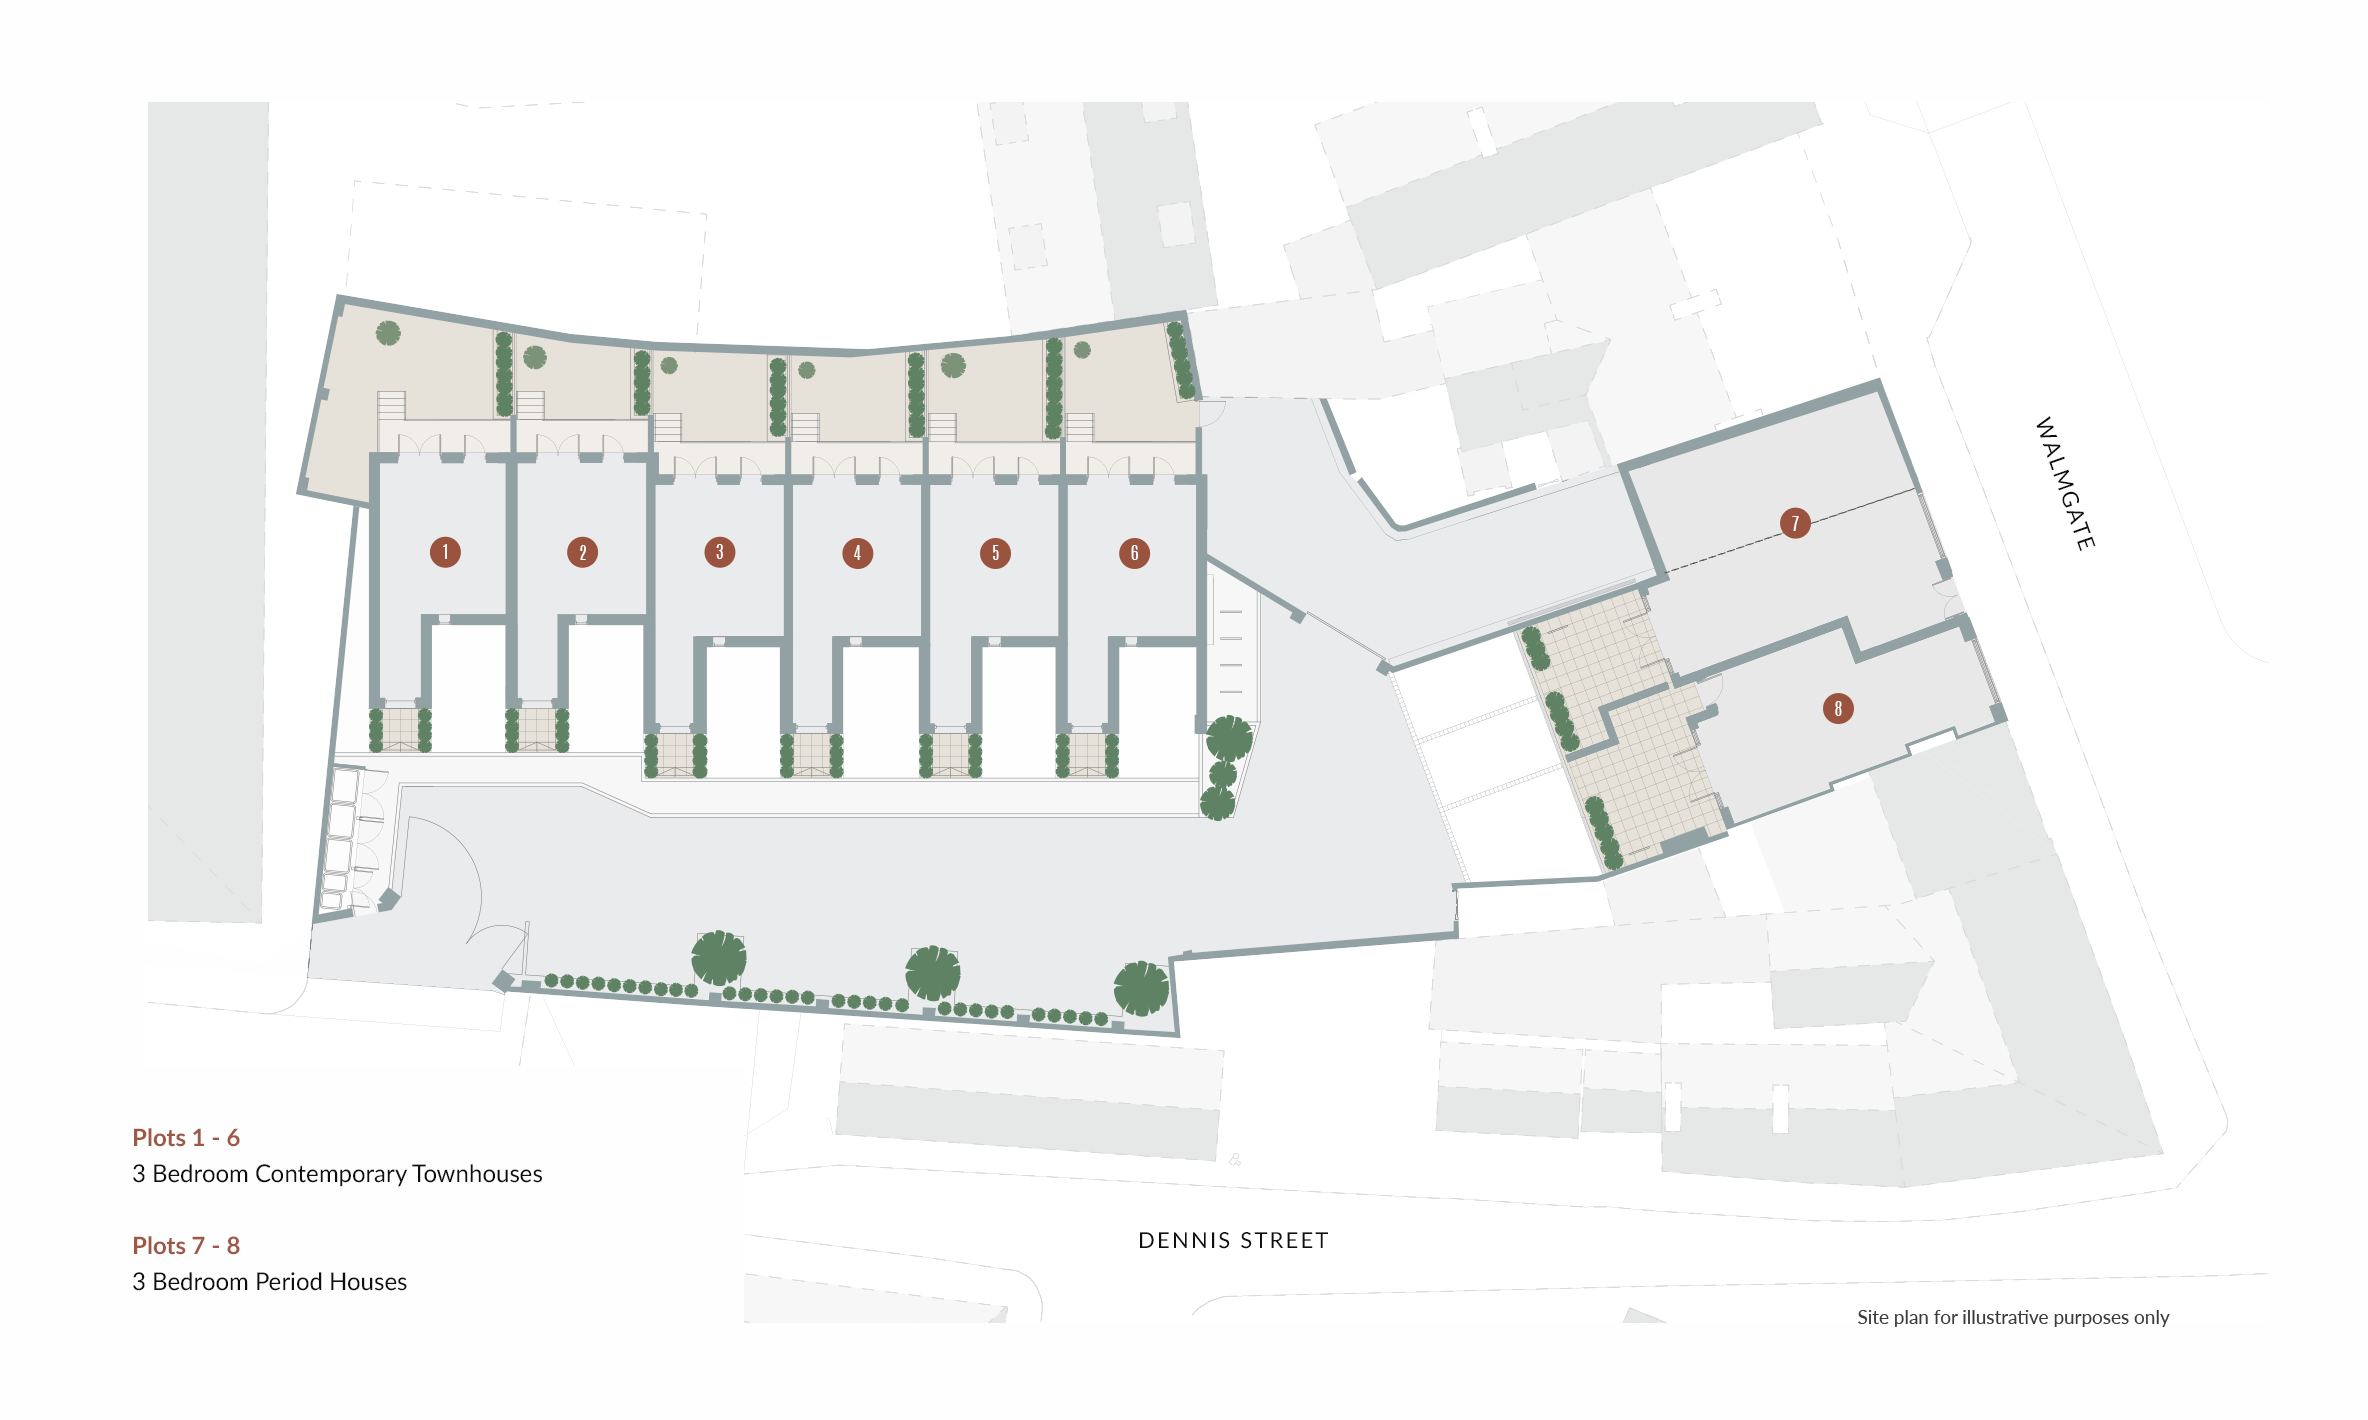 WALMGATE
1
2
3
4
5
6
7
8
Plots 1 - 6
3 Bedroom Contemporary Townhouses
Plots 7 - 8
3 Bedroom Period Houses
DENNIS STREET
Site plan for illustrative purposes only